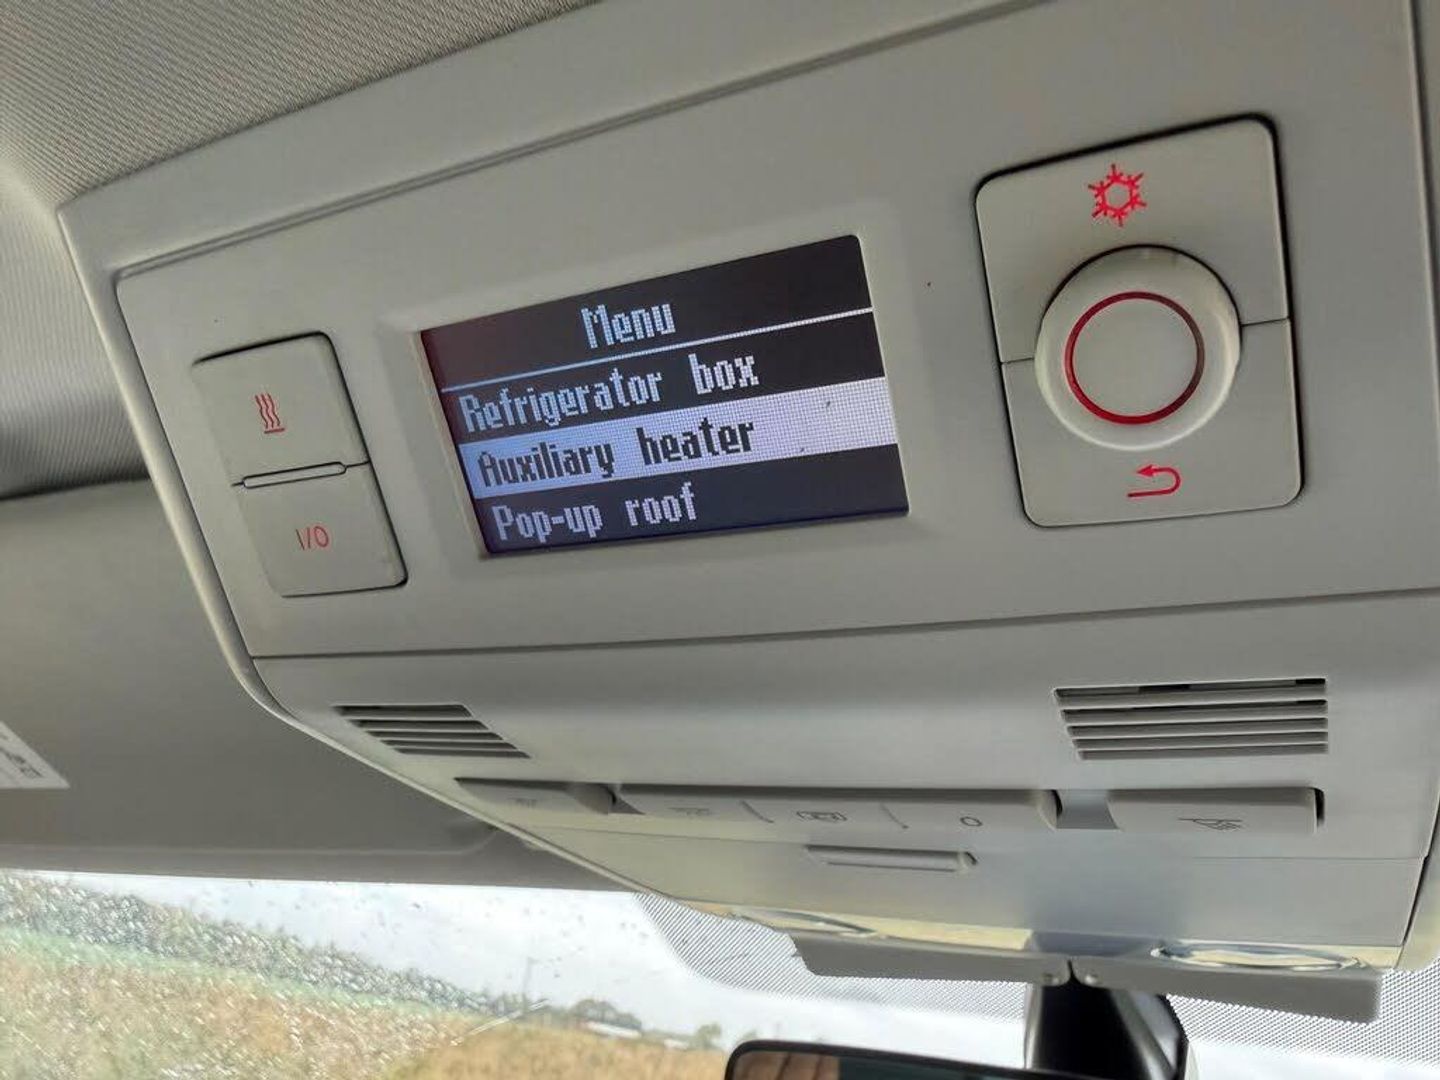 Menu
Refrigerator box
Auxiliary heater
Pop-up roof
I/O
O